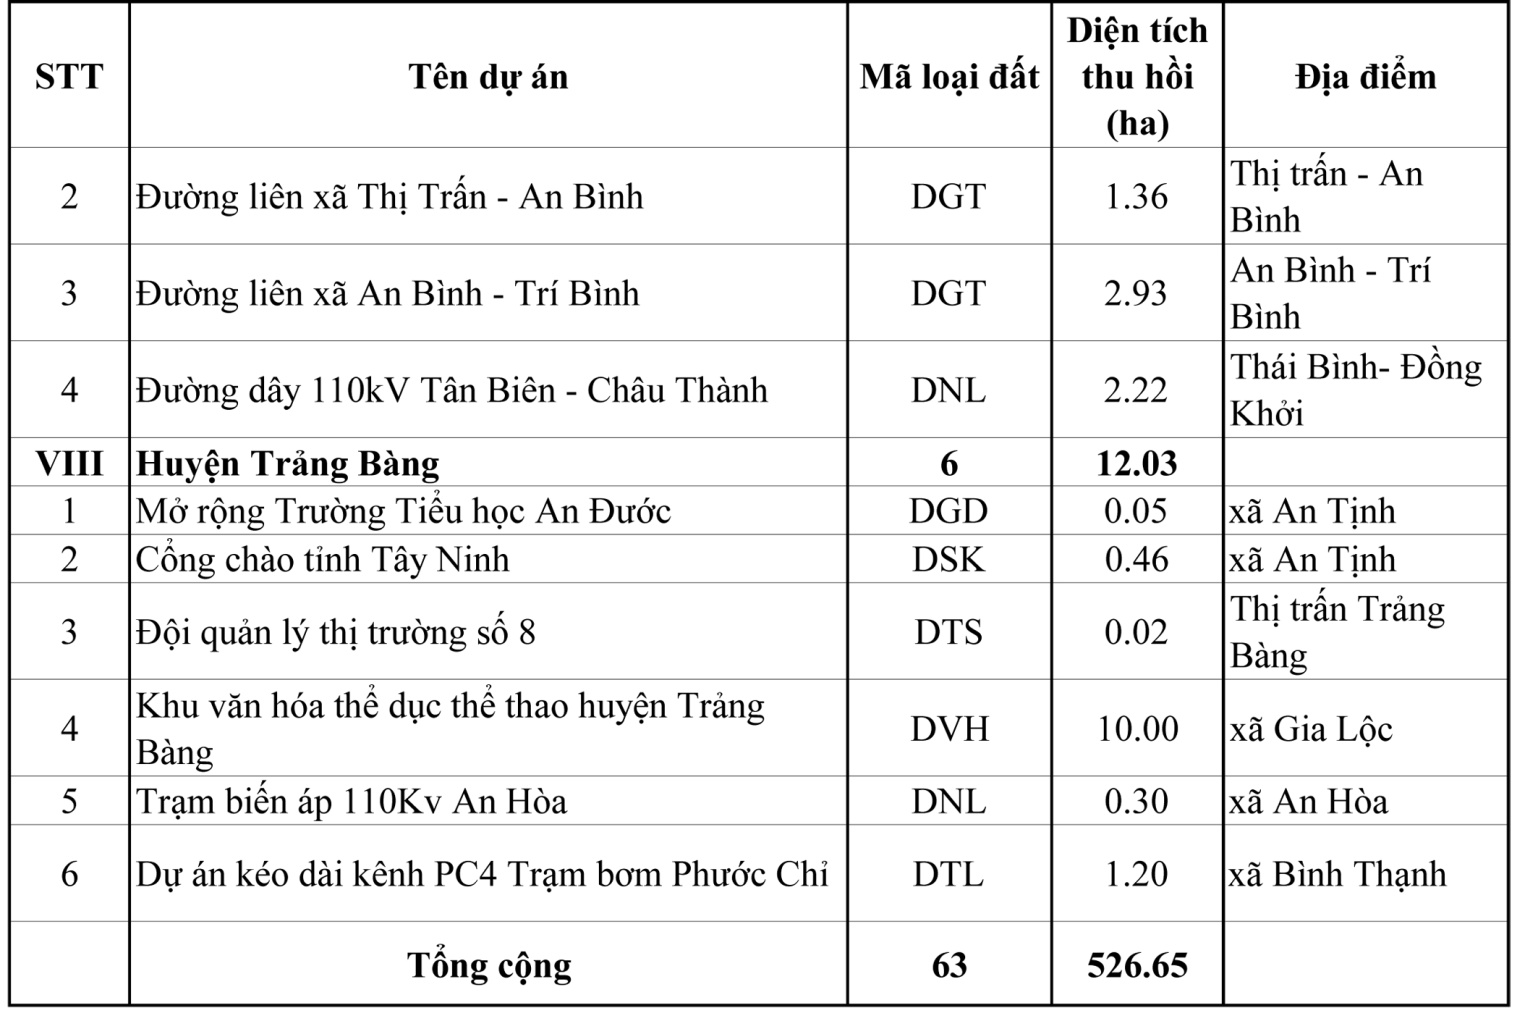 STT Tên dự án Mã loại đất Diện tích thu hồi (ha) Địa điểm
2 Đường liên xã Thị Trấn - An Bình DGT 1.36 Thị trấn - An Bình
3 Đường liên xã An Bình - Trí Bình DGT 2.93 An Bình - Trí Bình
4 Đường dây 110kV Tân Biên - Châu Thành DNL 2.22 Thái Bình- Đồng Khởi
VIII Huyện Trảng Bàng 6 12.03
1 Mở rộng Trường Tiểu học An Đước DGD 0.05 xã An Tịnh
2 Cổng chào tỉnh Tây Ninh DSK 0.46 xã An Tịnh
3 Đội quản lý thị trường số 8 DTS 0.02 Thị trấn Trảng Bàng
4 Khu văn hóa thể dục thể thao huyện Trảng Bàng DVH 10.00 xã Gia Lộc
5 Trạm biến áp 110Kv An Hòa DNL 0.30 xã An Hòa
6 Dự án kéo dài kênh PC4 Trạm bơm Phước Chỉ DTL 1.20 xã Bình Thạnh
Tổng cộng 63 526.65